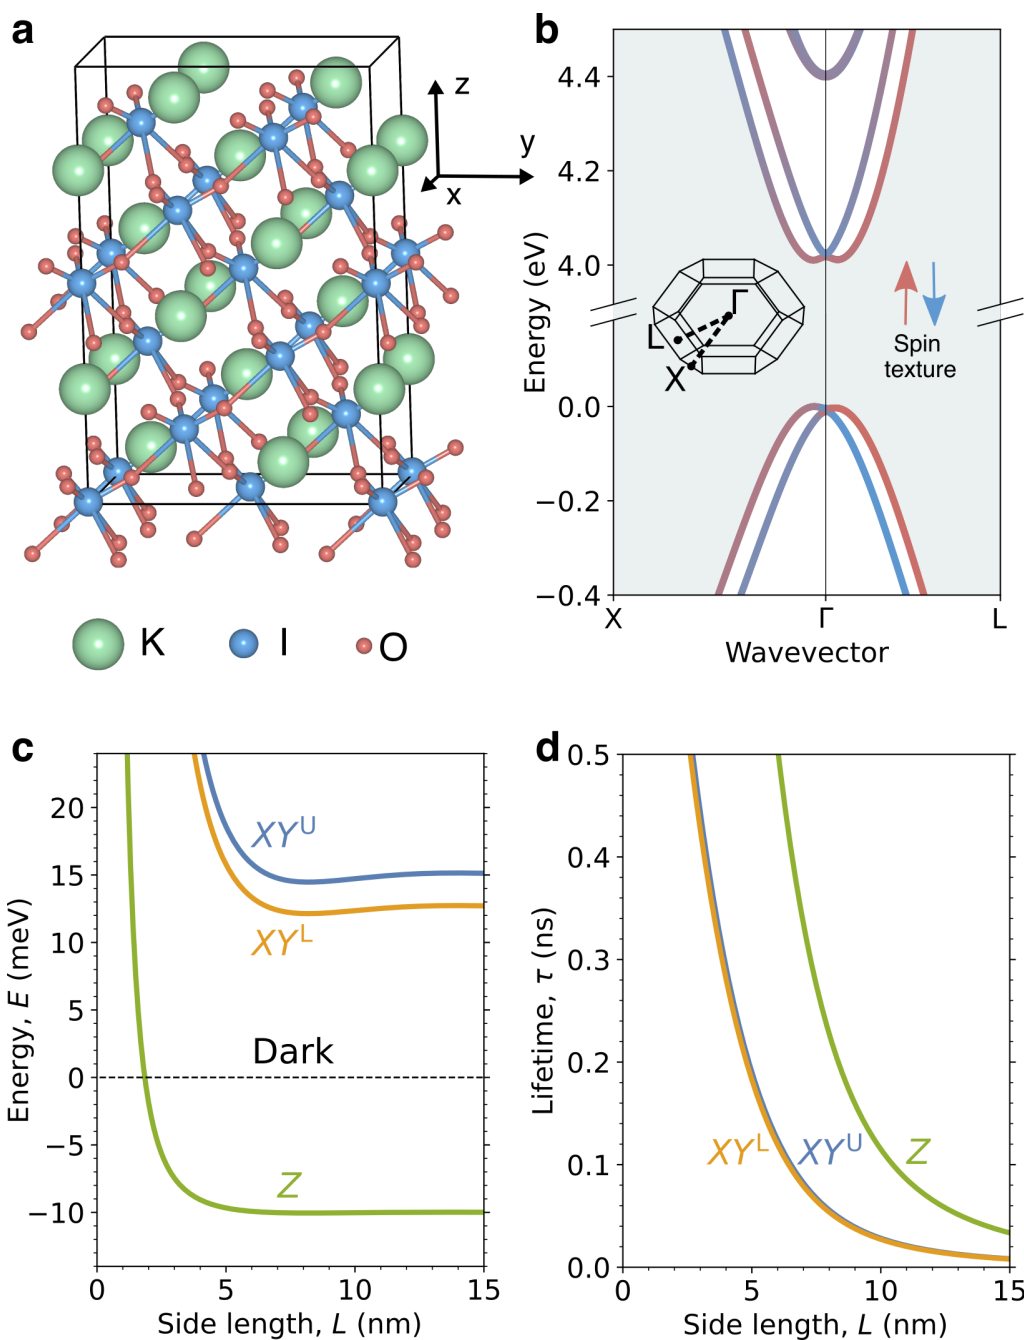 a
z
y
x
K
I
O
b
Energy (eV)
4.4
4.2
4.0
0.0
−0.2
−0.4
Γ
L
X
Spin
texture
X
Γ
L
Wavevector
c
Energy, E (meV)
20
15
10
5
0
−5
−10
XYᵁ
XYᴸ
Dark
Z
0
5
10
15
Side length, L (nm)
d
Lifetime, τ (ns)
0.5
0.4
0.3
0.2
0.1
0.0
XYᴸ
XYᵁ
Z
0
5
10
15
Side length, L (nm)